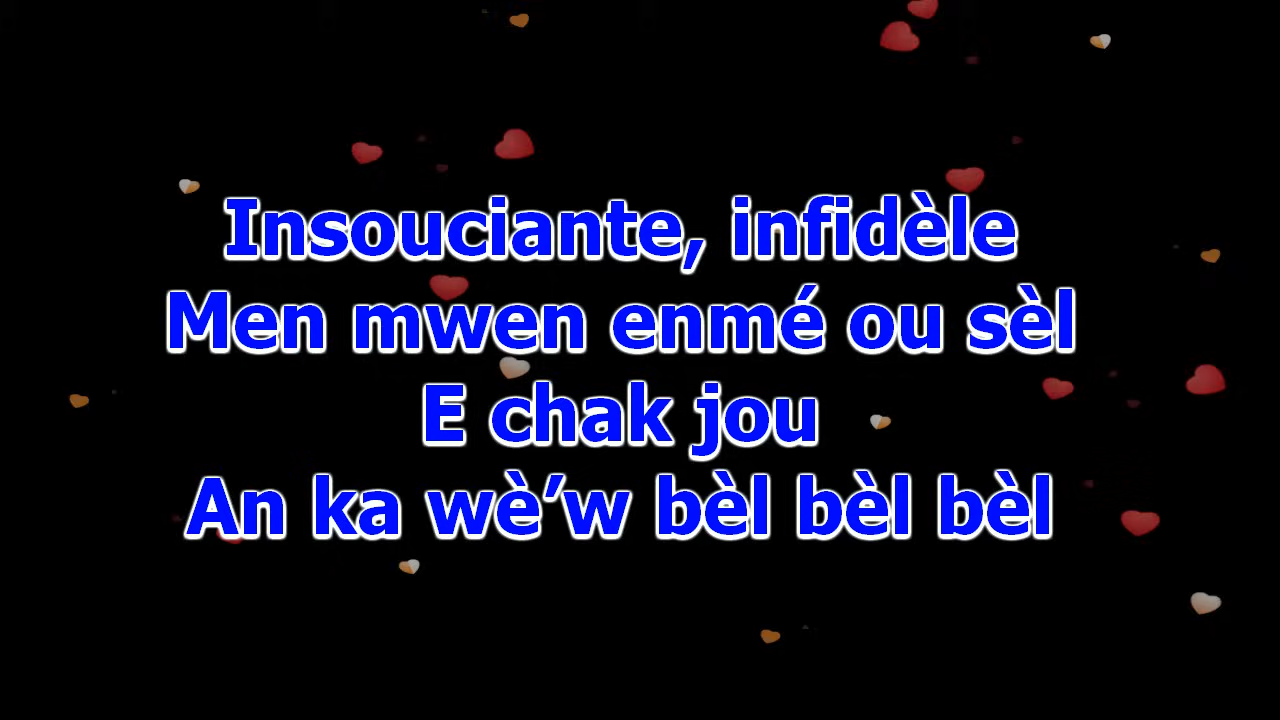 Insouciante, infidèle
Men mwen enmé ou sèl
E chak jou
An ka wè’w bèl bèl bèl